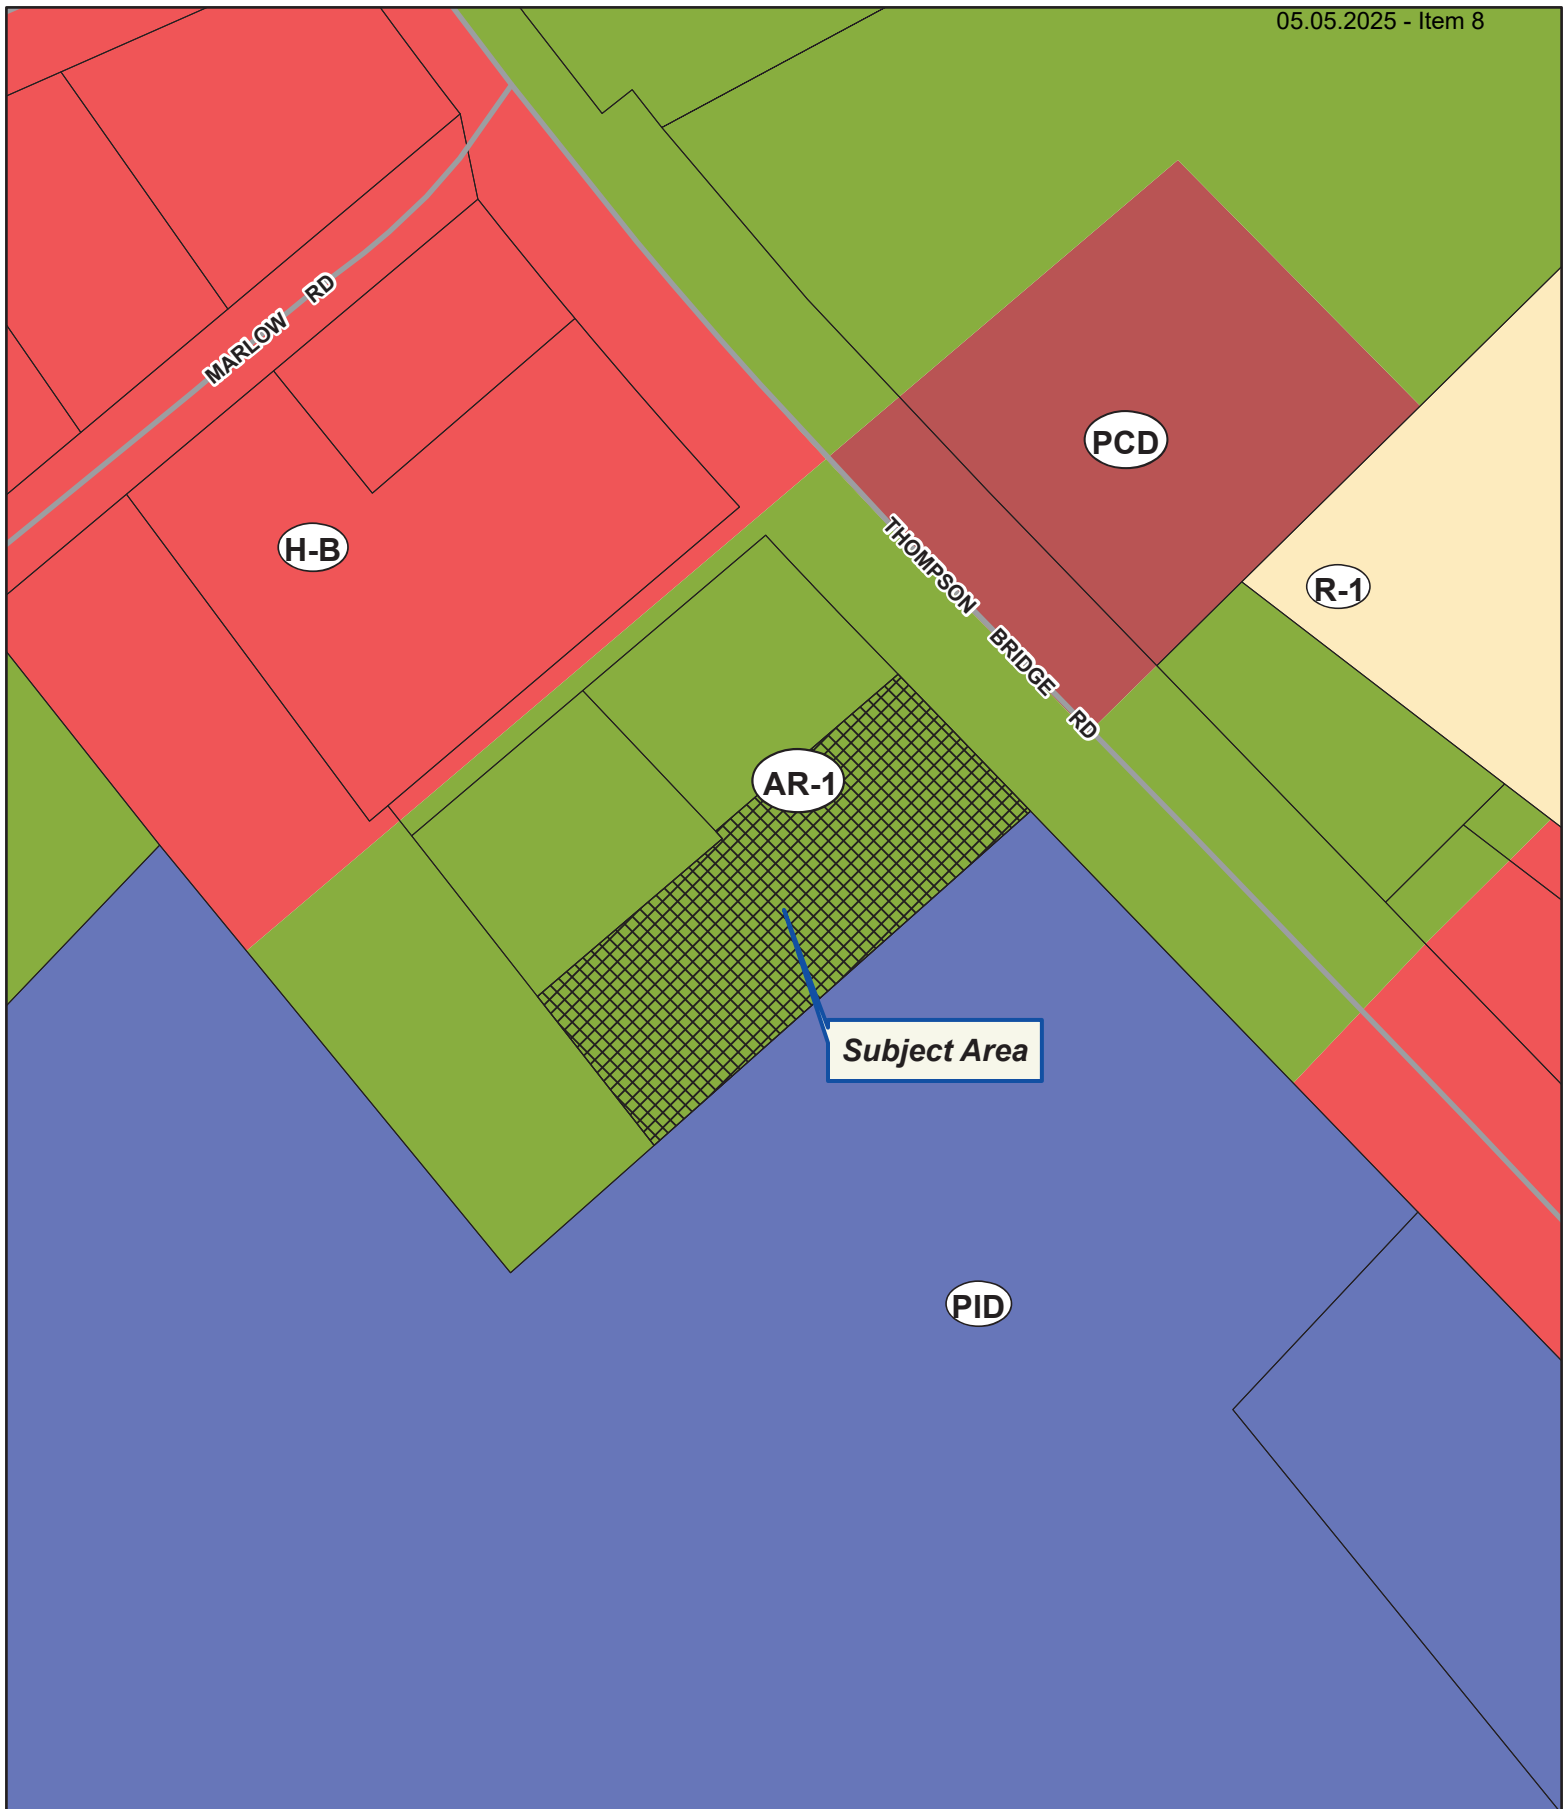 05.05.2025 - Item 8
MARLOW RD
PCD
H-B
THOMPSON BRIDGE RD
R-1
AR-1
Subject Area
PID